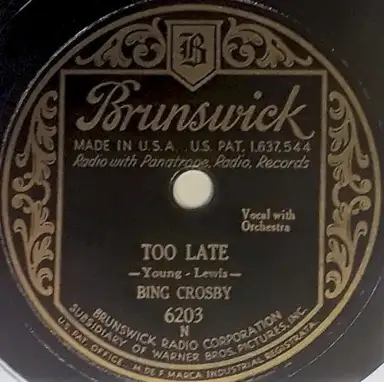 B
Brunswick
MADE IN U.S.A. U.S. PAT. 1,637,544
Radio with Panatrope, Radio, Records
Vocal with
Orchestra
TOO LATE
—Young - Lewis—
BING CROSBY
6203
N
BRUNSWICK RADIO CORPORATION
SUBSIDIARY OF WARNER BROS. PICTURES, INC.
U.S. PAT. OFFICE. M. DE F. MARCA INDUSTRIAL REGISTRATA.